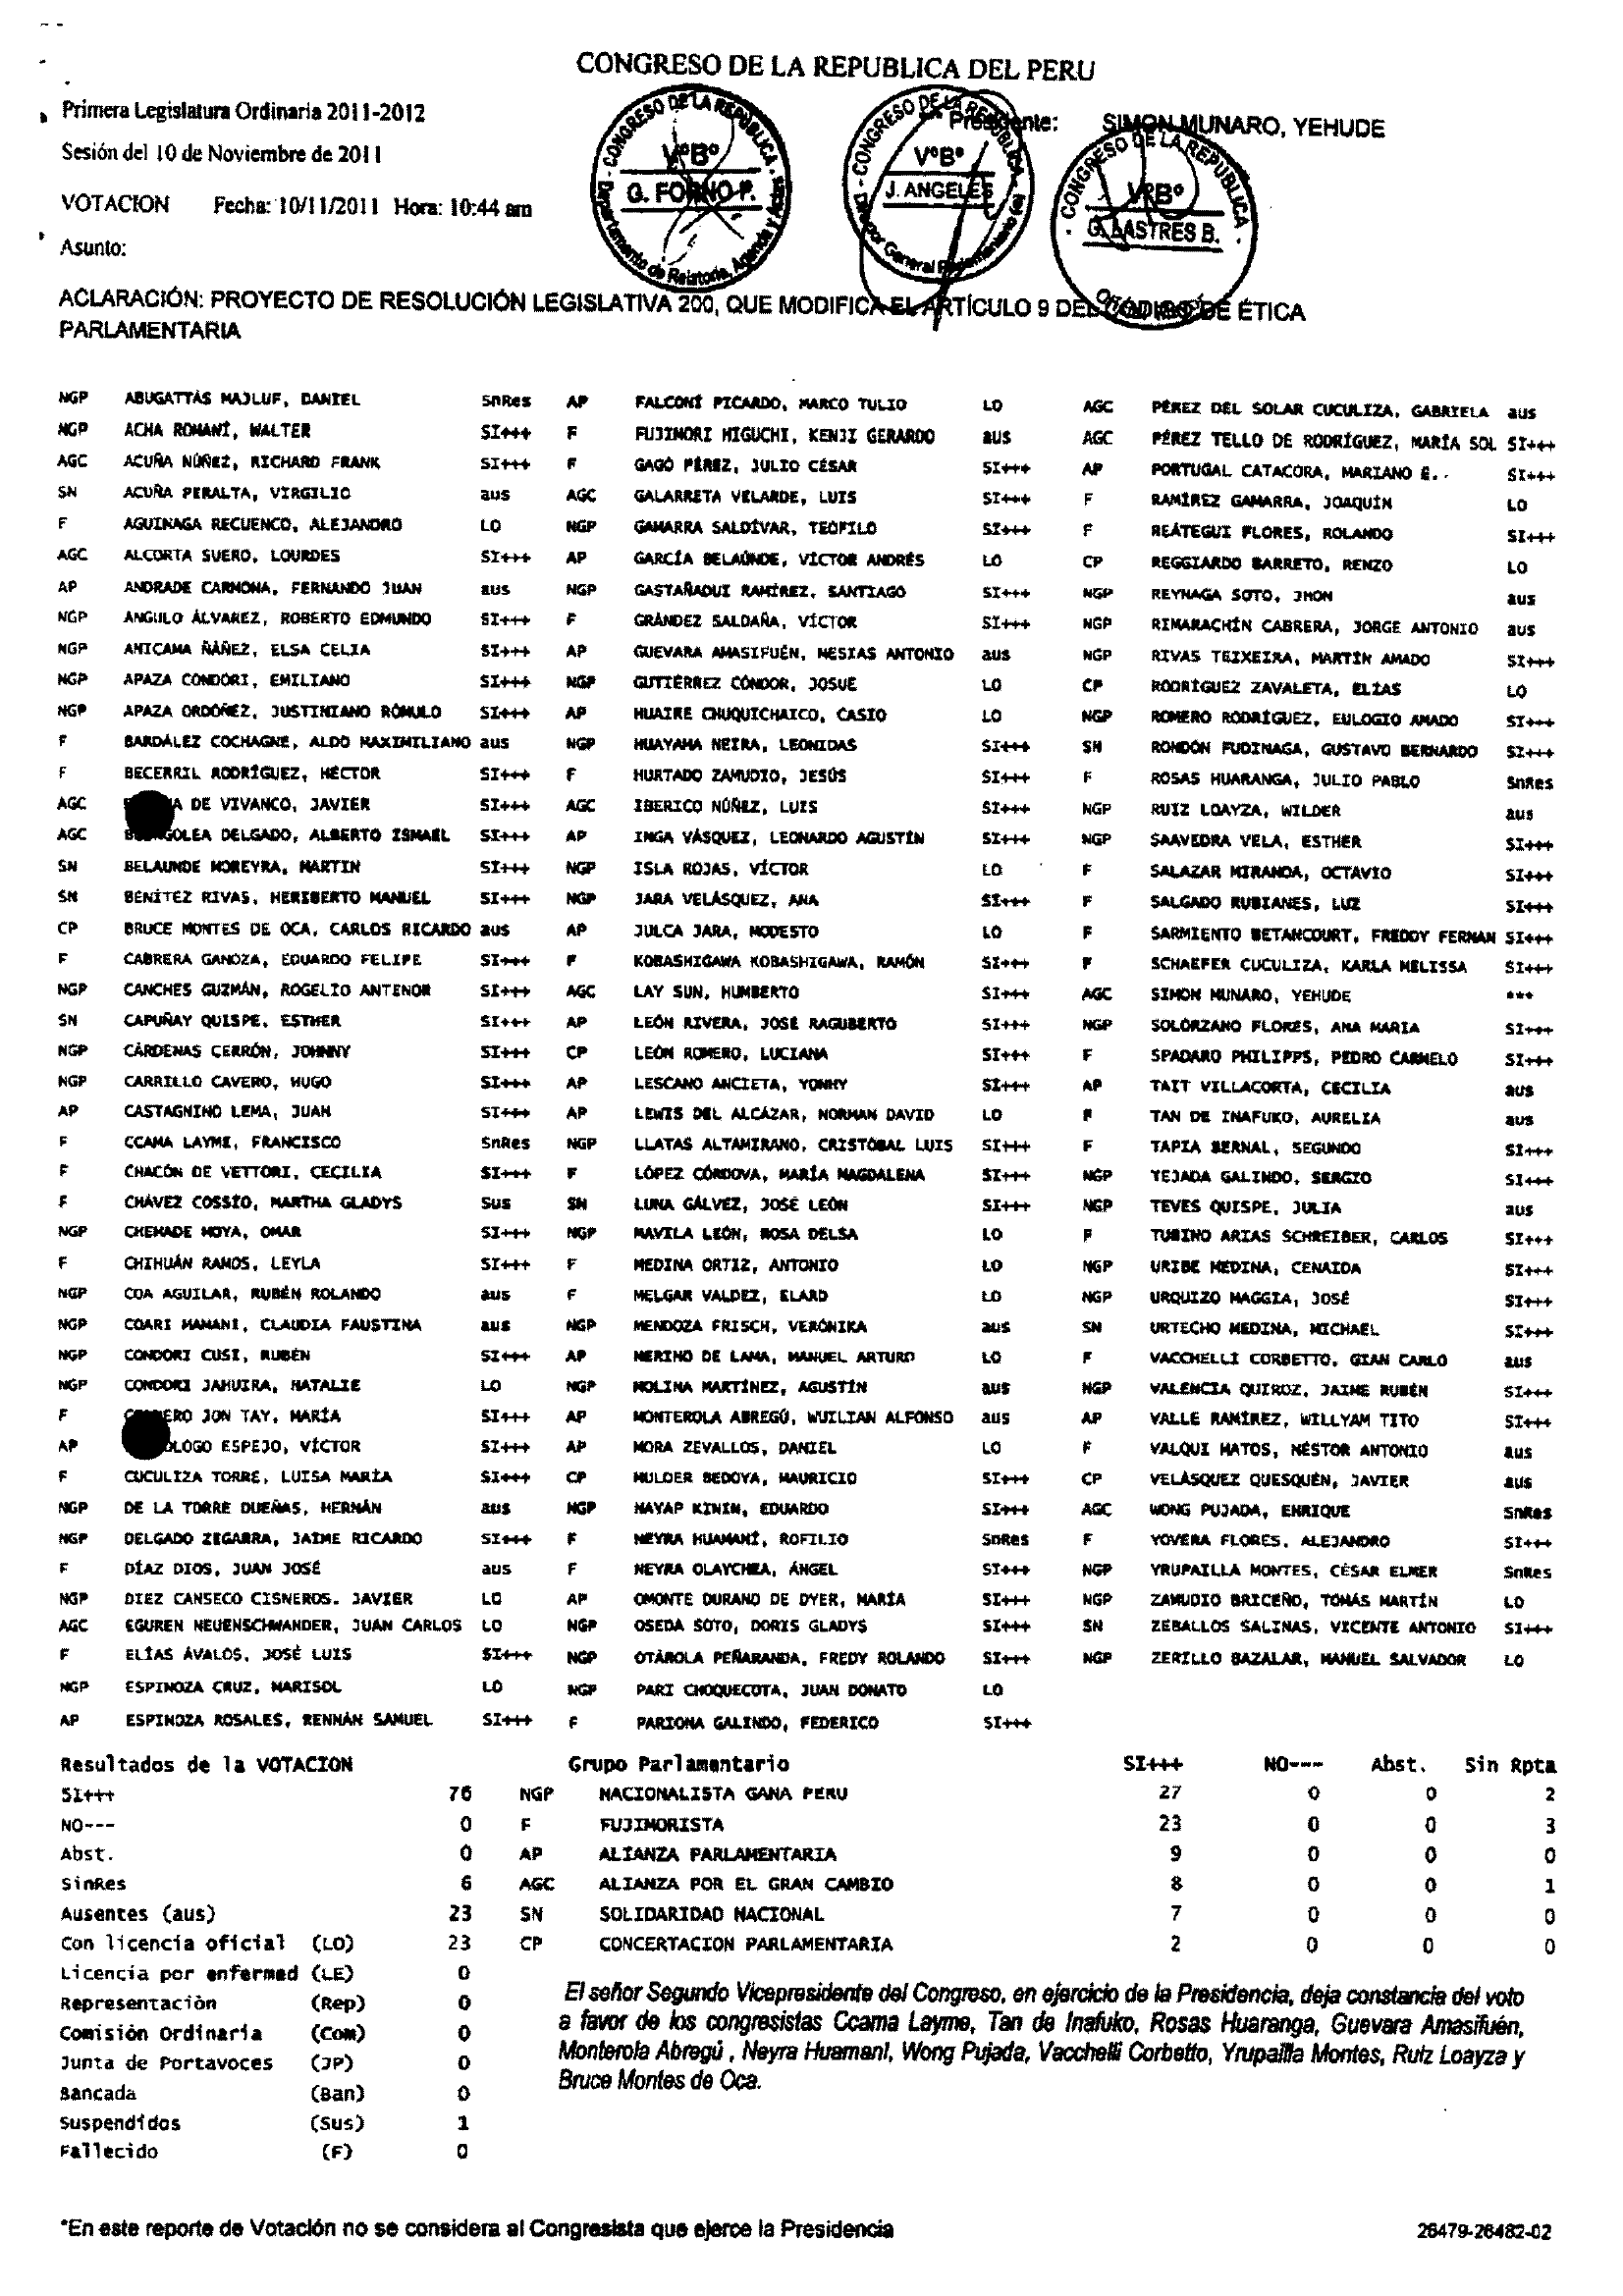 CONGRESO DE LA REPUBLICA DEL PERU
Primera Legislatura Ordinaria 2011-2012
Presidente: SIMON MUNARO, YEHUDE
Sesión del 10 de Noviembre de 2011
VOTACION Fecha: 10/11/2011 Hora: 10:44 am
Asunto:
CONGRESO DE LA REPUBLICA
VºBº
G. FORNO F.
Departamento de Relatoria, Agenda y Actas
CONGRESO DE LA REPUBLICA
VºBº
J. ANGELES
Director General Parlamentario (e)
CONGRESO DE LA REPUBLICA
VºBº
G. LASTRES B.
ACLARACIÓN: PROYECTO DE RESOLUCIÓN LEGISLATIVA 200, QUE MODIFICA EL ARTÍCULO 9 DEL CÓDIGO DE ÉTICA
PARLAMENTARIA
NGP ABUGATTÁS MAJLUF, DANIEL SnRes
NGP ACHA ROMANÍ, WALTER SI+++
AGC ACUÑA NÚÑEZ, RICHARD FRANK SI+++
SN ACUÑA PERALTA, VIRGILIO aus
F AGUINAGA RECUENCO, ALEJANDRO LO
AGC ALCORTA SUERO, LOURDES SI+++
AP ANDRADE CARMONA, FERNANDO JUAN aus
NGP ANGULO ÁLVAREZ, ROBERTO EDMUNDO SI+++
NGP ANICAMA ÑÁÑEZ, ELSA CELIA SI+++
NGP APAZA CONDORI, EMILIANO SI+++
NGP APAZA ORDÓÑEZ, JUSTINIANO RÓMULO SI+++
F BARDÁLEZ COCHAGNE, ALDO MAXIMILIANO aus
F BECERRIL RODRÍGUEZ, HÉCTOR SI+++
AGC DE VIVANCO, JAVIER SI+++
AGC DELGADO, ALBERTO ISMAEL SI+++
SN BELAUNDE MOREYRA, MARTIN SI+++
SN BENÍTEZ RIVAS, HERIBERTO MANUEL SI+++
CP BRUCE MONTES DE OCA, CARLOS RICARDO aus
F CABRERA GANOZA, EDUARDO FELIPE SI+++
NGP CANCHES GUZMÁN, ROGELIO ANTENOR SI+++
SN CAPUÑAY QUISPE, ESTHER SI+++
NGP CÁRDENAS CERRÓN, JOHNNY SI+++
NGP CARRILLO CAVERO, HUGO SI+++
AP CASTAGNINO LEMA, JUAN SI+++
F CCAMA LAYME, FRANCISCO SnRes
F CHACÓN DE VETTORI, CECILIA SI+++
F CHÁVEZ COSSÍO, MARTHA GLADYS Sus
NGP CHEHADE MOYA, OMAR SI+++
F CHIHUÁN RAMOS, LEYLA SI+++
NGP COA AGUILAR, RUBÉN ROLANDO aus
NGP COARI MAMANI, CLAUDIA FAUSTINA aus
NGP CONDORI CUSI, RUBÉN SI+++
NGP CONDORI JAHUIRA, NATALIE LO
F JON TAY, MARÍA SI+++
AP ESPEJO, VÍCTOR SI+++
F CUCULIZA TORRE, LUISA MARÍA SI+++
NGP DE LA TORRE DUEÑAS, HERNÁN aus
NGP DELGADO ZEGARRA, JAIME RICARDO SI+++
F DÍAZ DIOS, JUAN JOSÉ aus
NGP DIEZ CANSECO CISNEROS. JAVIER LO
AGC EGUREN NEUENSCHWANDER, JUAN CARLOS LO
F ELÍAS ÁVALOS, JOSÉ LUIS SI+++
NGP ESPINOZA CRUZ, MARISOL LO
AP ESPINOZA ROSALES, RENNÁN SAMUEL SI+++
AP FALCONÍ PICARDO, MARCO TULIO LO
F FUJIMORI HIGUCHI, KENJI GERARDO aus
F GAGÓ PÉREZ, JULIO CÉSAR SI+++
AGC GALARRETA VELARDE, LUIS SI+++
NGP GAMARRA SALDÍVAR, TEÓFILO SI+++
AP GARCÍA BELAÚNDE, VÍCTOR ANDRÉS LO
NGP GASTAÑADUI RAMÍREZ, SANTIAGO SI+++
F GRÁNDEZ SALDAÑA, VÍCTOR SI+++
AP GUEVARA AMASIFUÉN, MESIAS ANTONIO aus
NGP GUTIÉRREZ CÓNDOR, JOSUÉ LO
AP HUAIRE CHUQUICHAICO, CASIO LO
NGP HUAYAMA NEIRA, LEONIDAS SI+++
F HURTADO ZAMUDIO, JESÚS SI+++
AGC IBERICO NÚÑEZ, LUIS SI+++
AP INGA VÁSQUEZ, LEONARDO AGUSTÍN SI+++
NGP ISLA ROJAS, VÍCTOR LO
NGP JARA VELÁSQUEZ, ANA SI+++
AP JULCA JARA, MODESTO LO
F KOBASHIGAWA KOBASHIGAWA, RAMÓN SI+++
AGC LAY SUN, HUMBERTO SI+++
AP LEÓN RIVERA, JOSÉ RAGUBERTO SI+++
CP LEÓN ROMERO, LUCIANA SI+++
AP LESCANO ANCIETA, YONHY SI+++
AP LEWIS DEL ALCÁZAR, NORMAN DAVID LO
NGP LLATAS ALTAMIRANO, CRISTÓBAL LUIS SI+++
F LÓPEZ CÓRDOVA, MARÍA MAGDALENA SI+++
SN LUNA GÁLVEZ, JOSÉ LEÓN SI+++
NGP MAVILA LEÓN, ROSA DELSA LO
F MEDINA ORTIZ, ANTONIO LO
F MELGAR VALDEZ, ELARD LO
NGP MENDOZA FRISCH, VERÓNIKA aus
AP MERINO DE LAMA, MANUEL ARTURO LO
NGP MOLINA MARTÍNEZ, AGUSTÍN aus
AP MONTEROLA ABREGÚ, WUILIAN ALFONSO aus
AP MORA ZEVALLOS, DANIEL LO
CP MULDER BEDOYA, MAURICIO SI+++
NGP NAYAP KININ, EDUARDO SI+++
F NEYRA HUAMANÍ, ROFILIO SnRes
F NEYRA OLAYCHEA, ÁNGEL SI+++
AP OMONTE DURAND DE DYER, MARÍA SI+++
NGP OSEDA SOTO, DORIS GLADYS SI+++
NGP OTÁROLA PEÑARANDA, FREDY ROLANDO SI+++
NGP PARI CHOQUECOTA, JUAN DONATO LO
F PARIONA GALINDO, FEDERICO SI+++
AGC PÉREZ DEL SOLAR CUCULIZA, GABRIELA aus
AGC PÉREZ TELLO DE RODRÍGUEZ, MARÍA SOL SI+++
AP PORTUGAL CATACORA, MARIANO E.. SI+++
F RAMÍREZ GAMARRA, JOAQUÍN LO
F REÁTEGUI FLORES, ROLANDO SI+++
CP REGGIARDO BARRETO, RENZO LO
NGP REYNAGA SOTO, JHON aus
NGP RIMARACHÍN CABRERA, JORGE ANTONIO aus
NGP RIVAS TEIXEIRA, MARTÍN AMADO SI+++
CP RODRÍGUEZ ZAVALETA, ELÍAS LO
NGP ROMERO RODRÍGUEZ, EULOGIO AMADO SI+++
SN RONDÓN FUDINAGA, GUSTAVO BERNARDO SI+++
F ROSAS HUARANGA, JULIO PABLO SnRes
NGP RUIZ LOAYZA, WILDER aus
NGP SAAVEDRA VELA, ESTHER SI+++
F SALAZAR MIRANDA, OCTAVIO SI+++
F SALGADO RUBIANES, LUZ SI+++
F SARMIENTO BETANCOURT, FREDDY FERNAN SI+++
F SCHAEFER CUCULIZA, KARLA MELISSA SI+++
AGC SIMON MUNARO, YEHUDE ***
NGP SOLÓRZANO FLORES, ANA MARIA SI+++
F SPADARO PHILIPPS, PEDRO CARMELO SI+++
AP TAIT VILLACORTA, CECILIA aus
F TAN DE INAFUKO, AURELIA aus
F TAPIA BERNAL, SEGUNDO SI+++
NGP TEJADA GALINDO, SERGIO SI+++
NGP TEVES QUISPE, JULIA aus
F TUBINO ARIAS SCHREIBER, CARLOS SI+++
NGP URIBE MEDINA, CENAIDA SI+++
NGP URQUIZO MAGGIA, JOSÉ SI+++
SN URTECHO MEDINA, MICHAEL SI+++
F VACCHELLI CORBETTO, GIAN CARLO aus
NGP VALENCIA QUIROZ, JAIME RUBÉN SI+++
AP VALLE RAMÍREZ, WILLYAM TITO SI+++
F VALQUI MATOS, NÉSTOR ANTONIO aus
CP VELÁSQUEZ QUESQUÉN, JAVIER aus
AGC WONG PUJADA, ENRIQUE SnRes
F YOVERA FLORES, ALEJANDRO SI+++
NGP YRUPAILLA MONTES, CÉSAR ELMER SnRes
NGP ZAMUDIO BRICEÑO, TOMÁS MARTÍN LO
SN ZEBALLOS SALINAS, VICENTE ANTONIO SI+++
NGP ZERILLO BAZALAR, MANUEL SALVADOR LO
Resultados de la VOTACION
SI+++ 76
NO--- 0
Abst. 0
SinRes 6
Ausentes (aus) 23
Con licencia oficial (LO) 23
Licencia por enfermed (LE) 0
Representación (Rep) 0
Comisión Ordinaria (Com) 0
Junta de Portavoces (JP) 0
Bancada (Ban) 0
Suspendidos (Sus) 1
Fallecido (F) 0
Grupo Parlamentario SI+++ NO--- Abst. Sin Rpta
NGP NACIONALISTA GANA PERU 27 0 0 2
F FUJIMORISTA 23 0 0 3
AP ALIANZA PARLAMENTARIA 9 0 0 0
AGC ALIANZA POR EL GRAN CAMBIO 8 0 0 1
SN SOLIDARIDAD NACIONAL 7 0 0 0
CP CONCERTACION PARLAMENTARIA 2 0 0 0
El señor Segundo Vicepresidente del Congreso, en ejercicio de la Presidencia, deja constancia del voto
a favor de los congresistas Ccama Layme, Tan de Inafuko, Rosas Huaranga, Guevara Amasifuén,
Monterola Abregú , Neyra Huamaní, Wong Pujada, Vacchelli Corbetto, Yrupailla Montes, Ruiz Loayza y
Bruce Montes de Oca.
*En este reporte de Votación no se considera al Congresista que ejerce la Presidencia
26479-26482-02